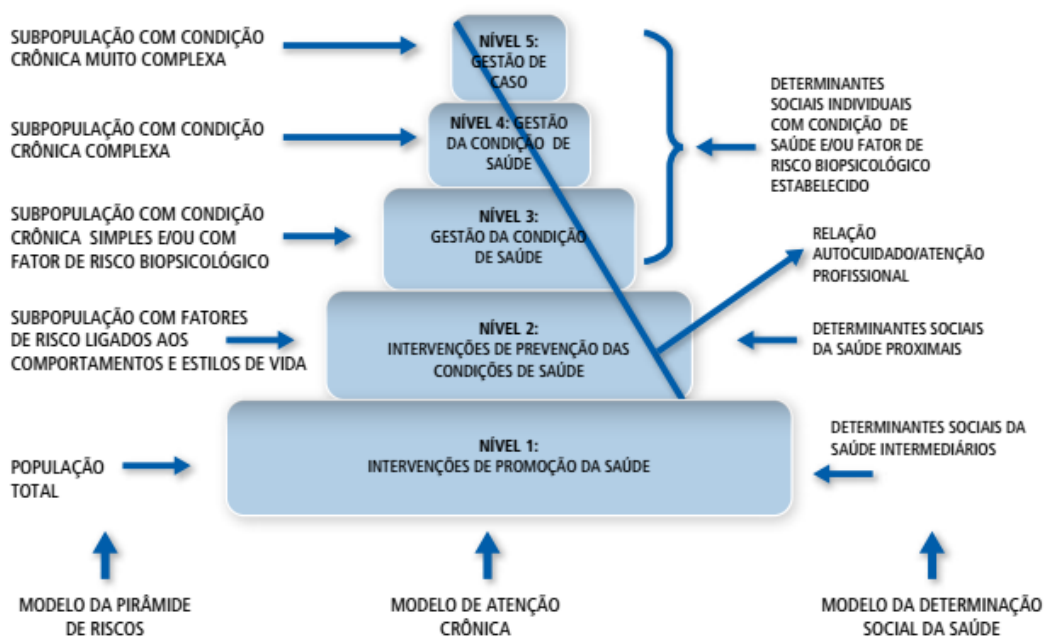 SUBPOPULAÇÃO COM CONDIÇÃO
CRÔNICA MUITO COMPLEXA
SUBPOPULAÇÃO COM CONDIÇÃO
CRÔNICA COMPLEXA
SUBPOPULAÇÃO COM CONDIÇÃO
CRÔNICA SIMPLES E/OU COM
FATOR DE RISCO BIOPSICOLÓGICO
SUBPOPULAÇÃO COM FATORES
DE RISCO LIGADOS AOS
COMPORTAMENTOS E ESTILOS DE VIDA
POPULAÇÃO
TOTAL
MODELO DA PIRÂMIDE
DE RISCOS
NÍVEL 5:
GESTÃO DE
CASO
NÍVEL 4: GESTÃO
DA CONDIÇÃO DE
SAÚDE
NÍVEL 3:
GESTÃO DA CONDIÇÃO
DE SAÚDE
NÍVEL 2:
INTERVENÇÕES DE PREVENÇÃO DAS
CONDIÇÕES DE SAÚDE
NÍVEL 1:
INTERVENÇÕES DE PROMOÇÃO DA SAÚDE
MODELO DE ATENÇÃO
CRÔNICA
DETERMINANTES
SOCIAIS INDIVIDUAIS
COM CONDIÇÃO DE
SAÚDE E/OU FATOR DE
RISCO BIOPSICOLÓGICO
ESTABELECIDO
RELAÇÃO
AUTOCUIDADO/ATENÇÃO
PROFISSIONAL
DETERMINANTES SOCIAIS
DA SAÚDE PROXIMAIS
DETERMINANTES SOCIAIS DA
SAÚDE INTERMEDIÁRIOS
MODELO DA DETERMINAÇÃO
SOCIAL DA SAÚDE